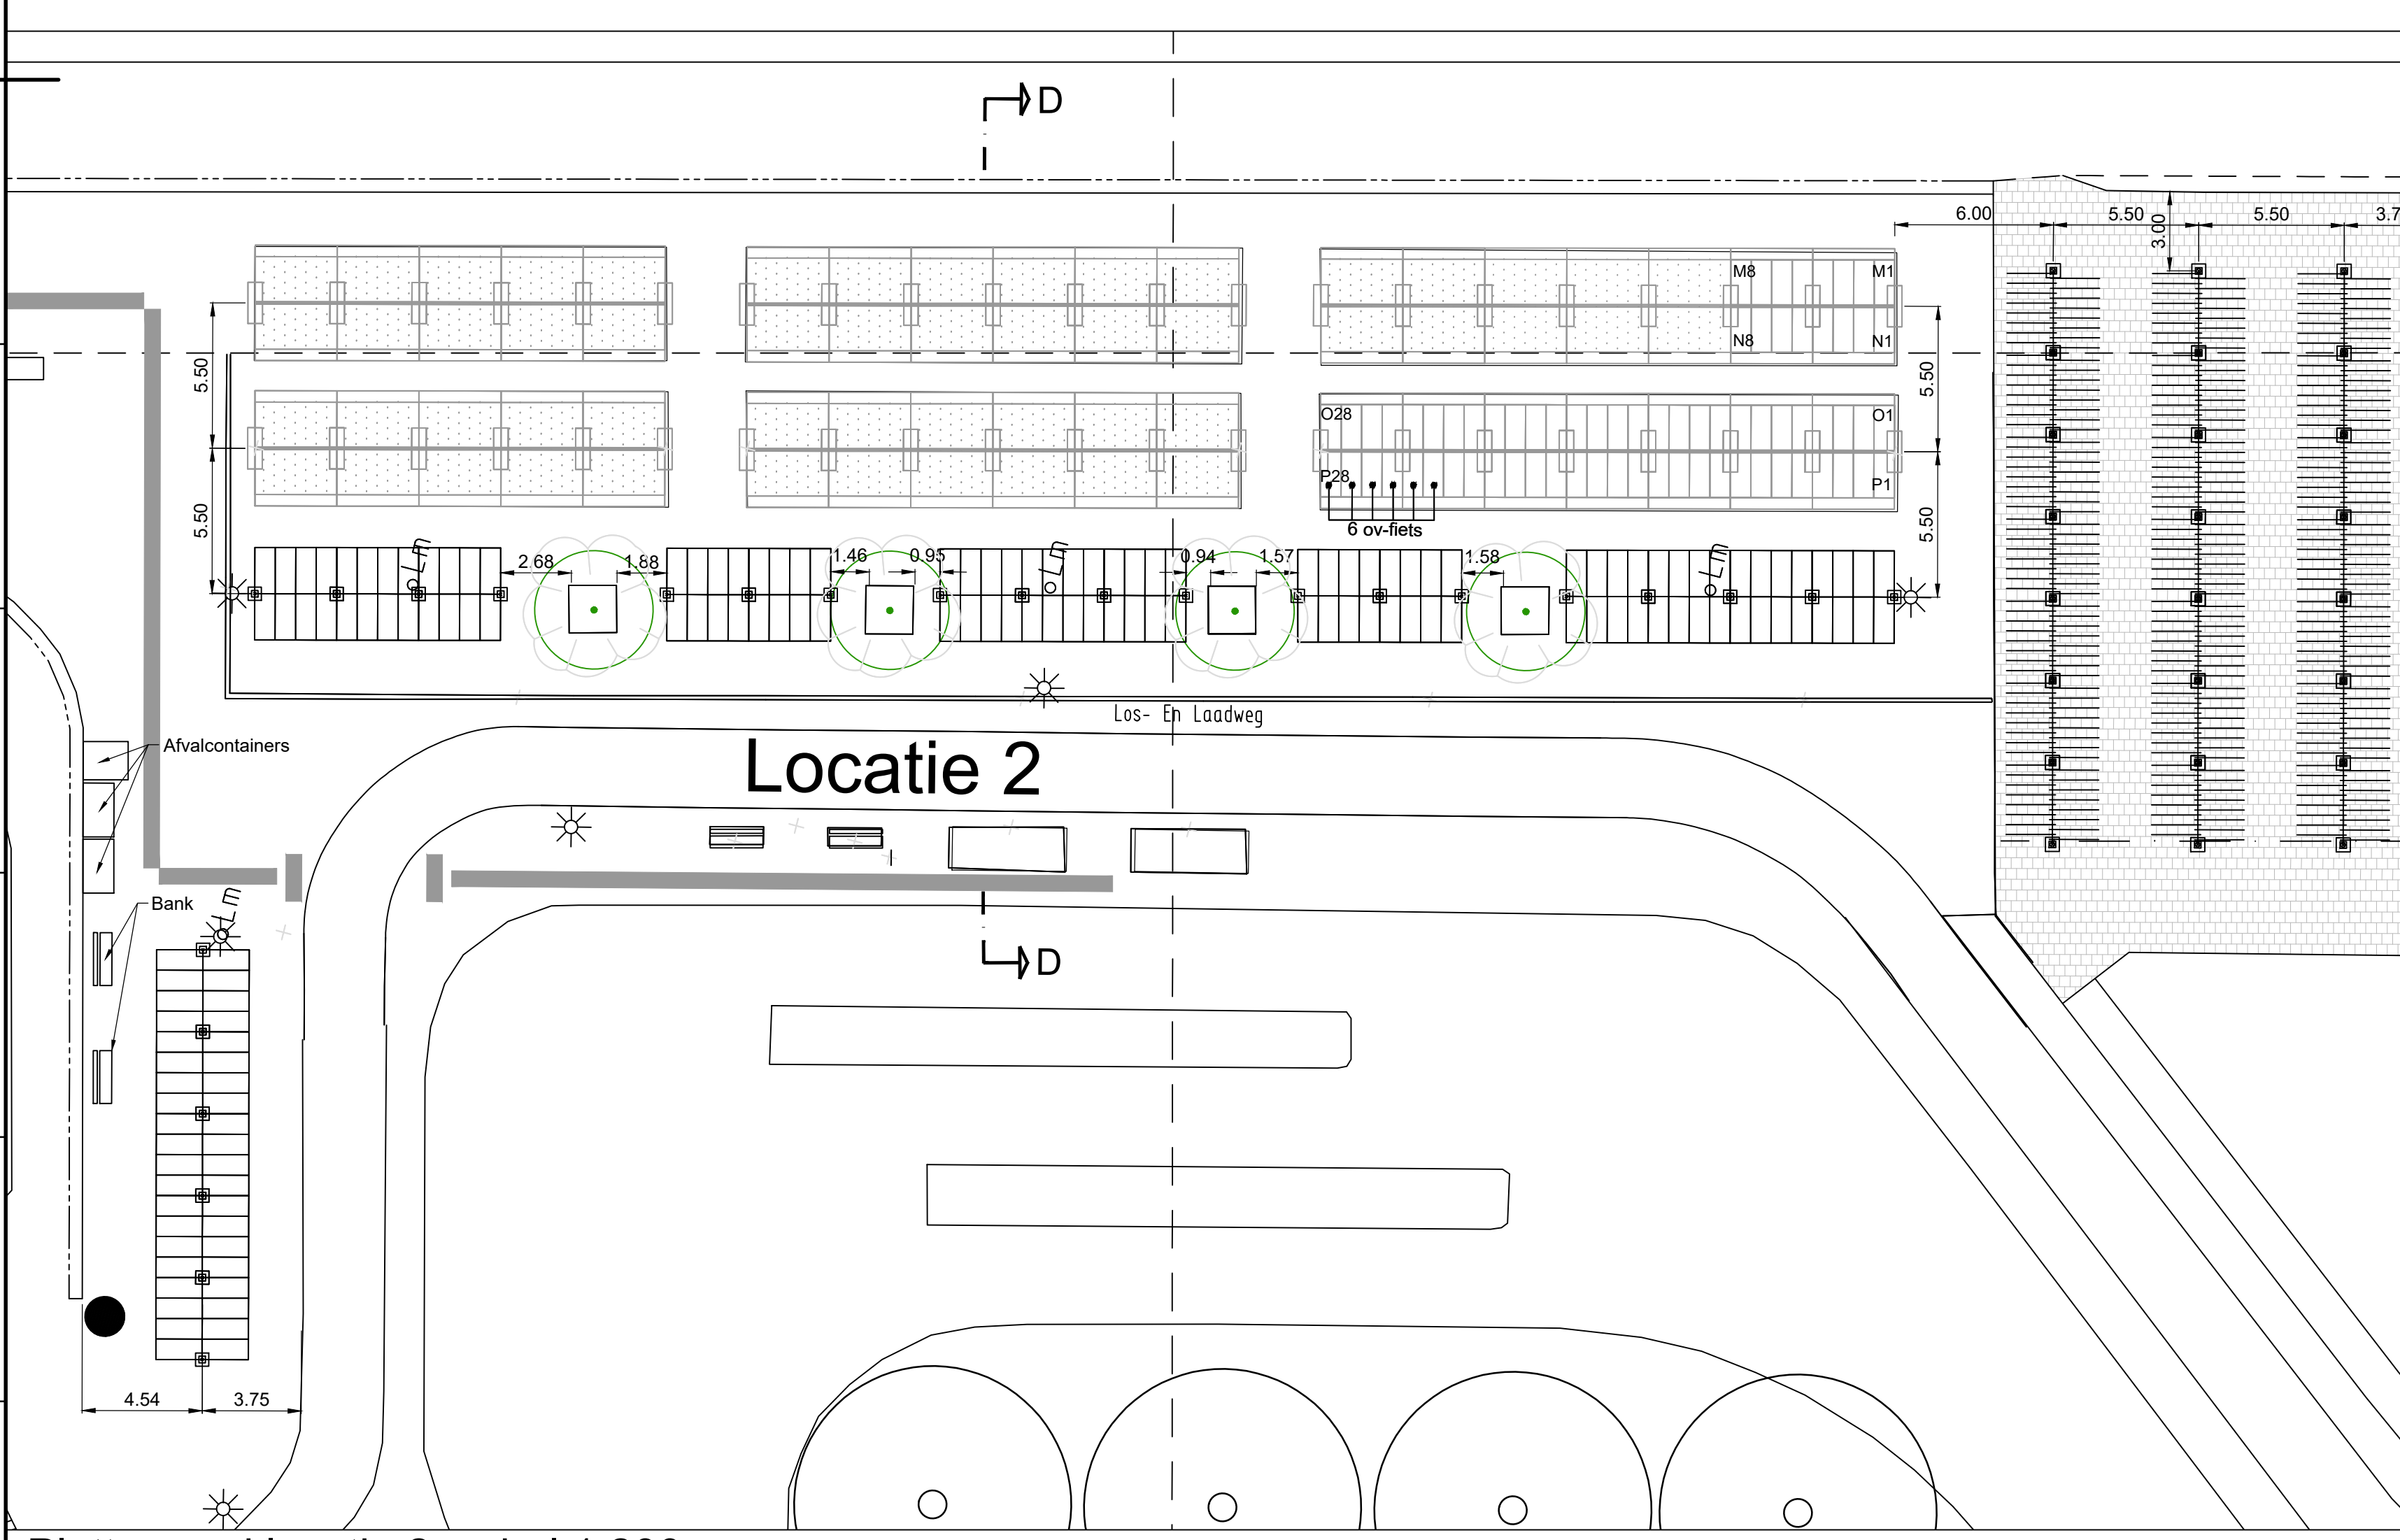 D
6.00
5.50
5.50
3.7
3.00
M8
M1
N8
N1
5.50
5.50
O28
O1
P28
P1
6 ov-fiets
5.50
5.50
Lm
Lm
Lm
2.68
1.88
1.46
0.95
0.94
1.57
1.58
Los- En Laadweg
Locatie 2
Afvalcontainers
Bank
Lm
D
4.54
3.75